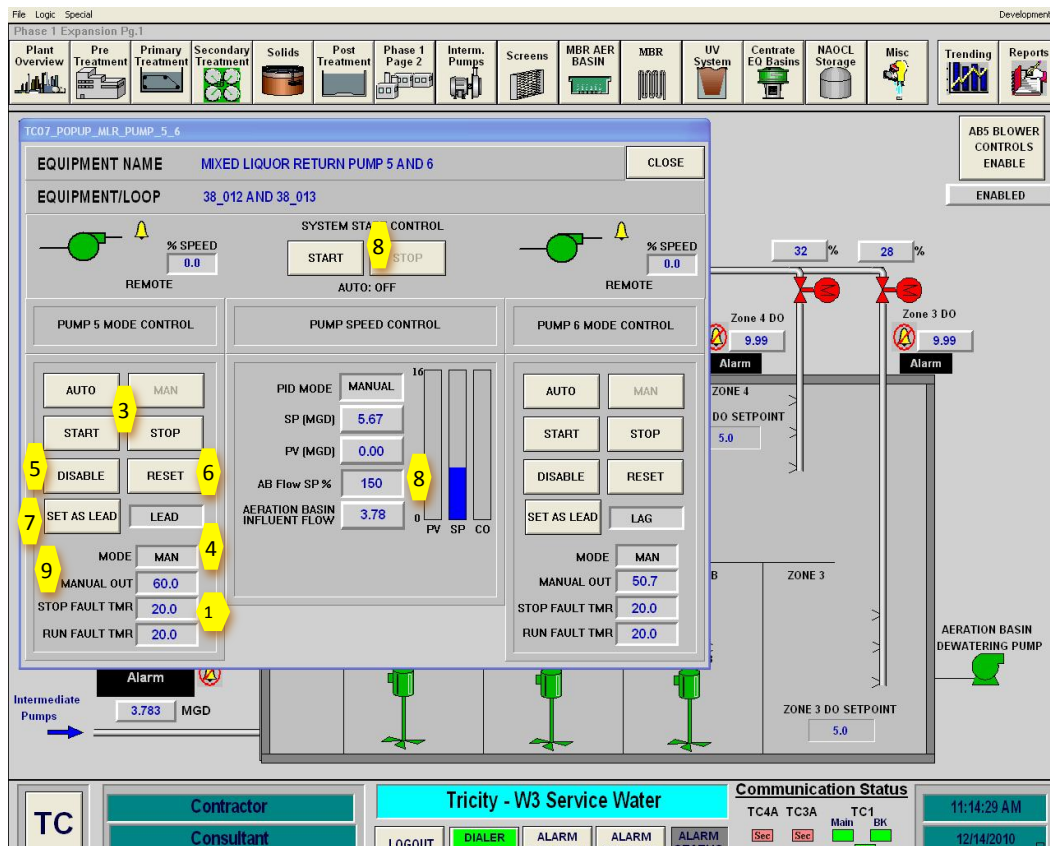 File Logic Special Development
Phase 1 Expansion Pg.1
Plant Overview
Pre Treatment
Primary Treatment
Secondary Treatment
Solids
Post Treatment
Phase 1 Page 2
Interm. Pumps
Screens
MBR AER BASIN
MBR
UV System
Centrate EQ Basins
NAOCL Storage
Misc
Trending
Reports
TC07_POPUP_MLR_PUMP_5_6
EQUIPMENT NAME MIXED LIQUOR RETURN PUMP 5 AND 6 CLOSE
EQUIPMENT/LOOP 38_012 AND 38_013
AB5 BLOWER CONTROLS ENABLE
ENABLED
% SPEED
0.0
REMOTE
CONTROL
START 8 STOP
AUTO: OFF
% SPEED
0.0
REMOTE
32 % 28 %
PUMP 5 MODE CONTROL
PUMP SPEED CONTROL
PUMP 6 MODE CONTROL
Zone 4 DO
9.99
Alarm
Zone 3 DO
9.99
Alarm
AUTO MAN
3
START STOP
5 DISABLE RESET 6
7 SET AS LEAD LEAD
4
MODE MAN
9
MANUAL OUT 60.0
STOP FAULT TMR 20.0 1
RUN FAULT TMR 20.0
PID MODE MANUAL
SP (MGD) 5.67
PV (MGD) 0.00
AB Flow SP % 150 8
AERATION BASIN INFLUENT FLOW 3.78
16
0
PV SP CO
AUTO MAN
START STOP
DISABLE RESET
SET AS LEAD LAG
MODE MAN
MANUAL OUT 50.7
STOP FAULT TMR 20.0
RUN FAULT TMR 20.0
ZONE 4
DO SETPOINT
5.0
B
ZONE 3
AERATION BASIN
DEWATERING PUMP
ZONE 3 DO SETPOINT
5.0
Alarm
Intermediate Pumps
3.783 MGD
TC
Contractor
Consultant
Tricity - W3 Service Water
LOGOUT
DIALER
ALARM
ALARM
ALARM
Communication Status
TC4A TC3A TC1
Main BK
Sec Sec
11:14:29 AM
12/14/2010